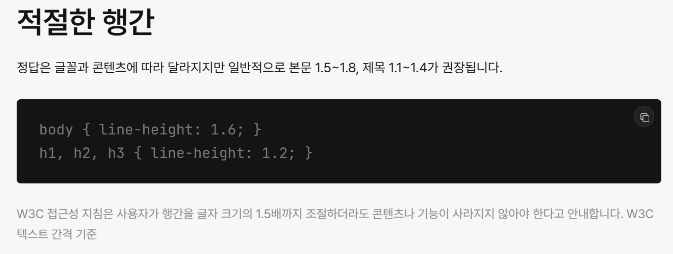 적절한 행간
정답은 글꼴과 콘텐츠에 따라 달라지지만 일반적으로 본문 1.5~1.8, 제목 1.1~1.4가 권장됩니다.
body { line-height: 1.6; }
h1, h2, h3 { line-height: 1.2; }
W3C 접근성 지침은 사용자가 행간을 글자 크기의 1.5배까지 조절하더라도 콘텐츠나 기능이 사라지지 않아야 한다고 안내합니다. W3C
텍스트 간격 기준